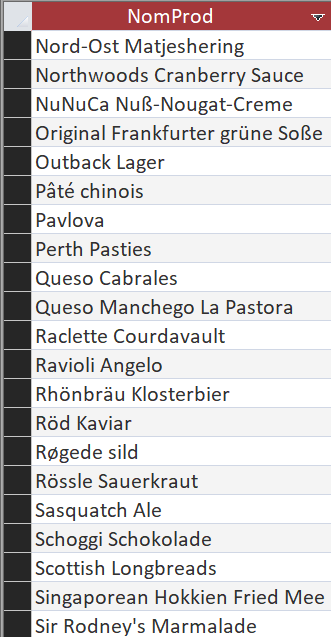 NomProd
Nord-Ost Matjeshering
Northwoods Cranberry Sauce
NuNuCa Nuß-Nougat-Creme
Original Frankfurter grüne Soße
Outback Lager
Pâté chinois
Pavlova
Perth Pasties
Queso Cabrales
Queso Manchego La Pastora
Raclette Courdavault
Ravioli Angelo
Rhönbräu Klosterbier
Röd Kaviar
Røgede sild
Rössle Sauerkraut
Sasquatch Ale
Schoggi Schokolade
Scottish Longbreads
Singaporean Hokkien Fried Mee
Sir Rodney's Marmalade